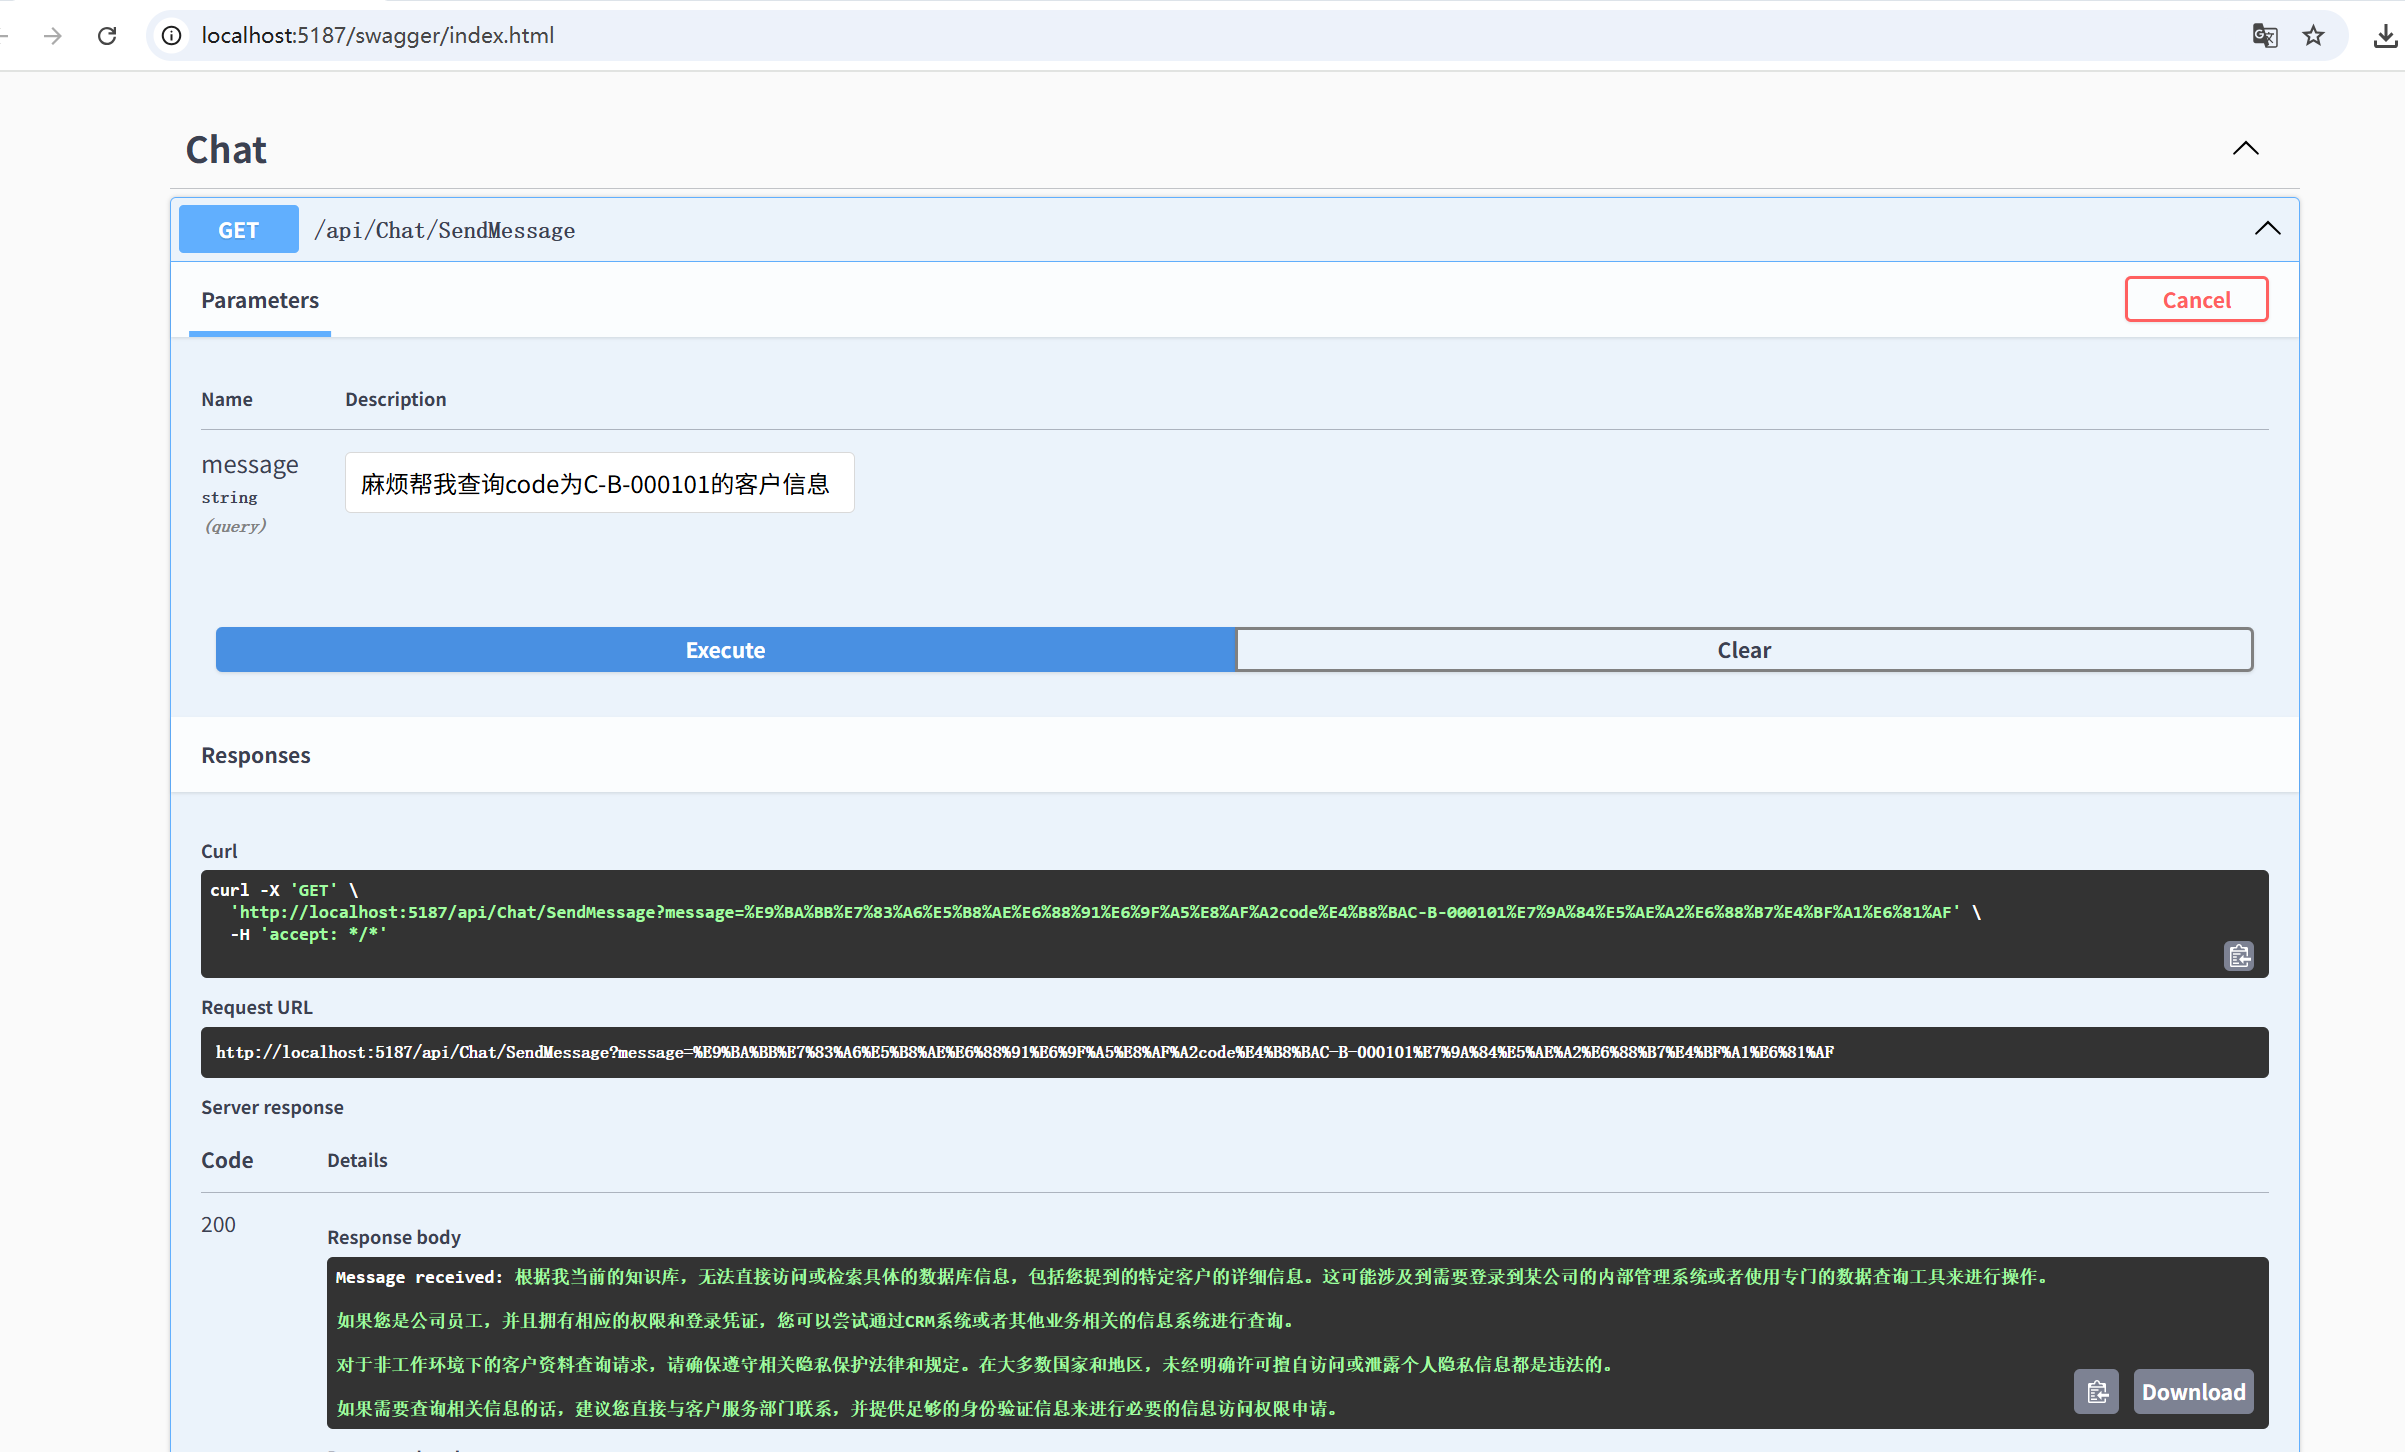 localhost:5187/swagger/index.html
Chat
GET /api/Chat/SendMessage
Parameters
Cancel
Name Description
message
string
(query)
麻烦帮我查询code为C-B-000101的客户信息
Execute
Clear
Responses
Curl
curl -X 'GET' \
'http://localhost:5187/api/Chat/SendMessage?message=%E9%BA%BB%E7%83%A6%E5%B8%AE%E6%88%91%E6%9F%A5%E8%AF%A2code%E4%B8%BAC-B-000101%E7%9A%84%E5%AE%A2%E6%88%B7%E4%BF%A1%E6%81%AF' \
-H 'accept: */*'
Request URL
http://localhost:5187/api/Chat/SendMessage?message=%E9%BA%BB%E7%83%A6%E5%B8%AE%E6%88%91%E6%9F%A5%E8%AF%A2code%E4%B8%BAC-B-000101%E7%9A%84%E5%AE%A2%E6%88%B7%E4%BF%A1%E6%81%AF
Server response
Code Details
200
Response body
Message received: 根据我当前的知识库，无法直接访问或检索具体的数据库信息，包括您提到的特定客户的详细信息。这可能涉及到需要登录到某公司的内部管理系统或者使用专门的数据查询工具来进行操作。
如果您是公司员工，并且拥有相应的权限和登录凭证，您可以尝试通过CRM系统或者其他业务相关的信息系统进行查询。
对于非工作环境下的客户资料查询请求，请确保遵守相关隐私保护法律和规定。在大多数国家和地区，未经明确许可擅自访问或泄露个人隐私信息都是违法的。
如果需要查询相关信息的话，建议您直接与客户服务部门联系，并提供足够的身份验证信息来进行必要的信息访问权限申请。
Download